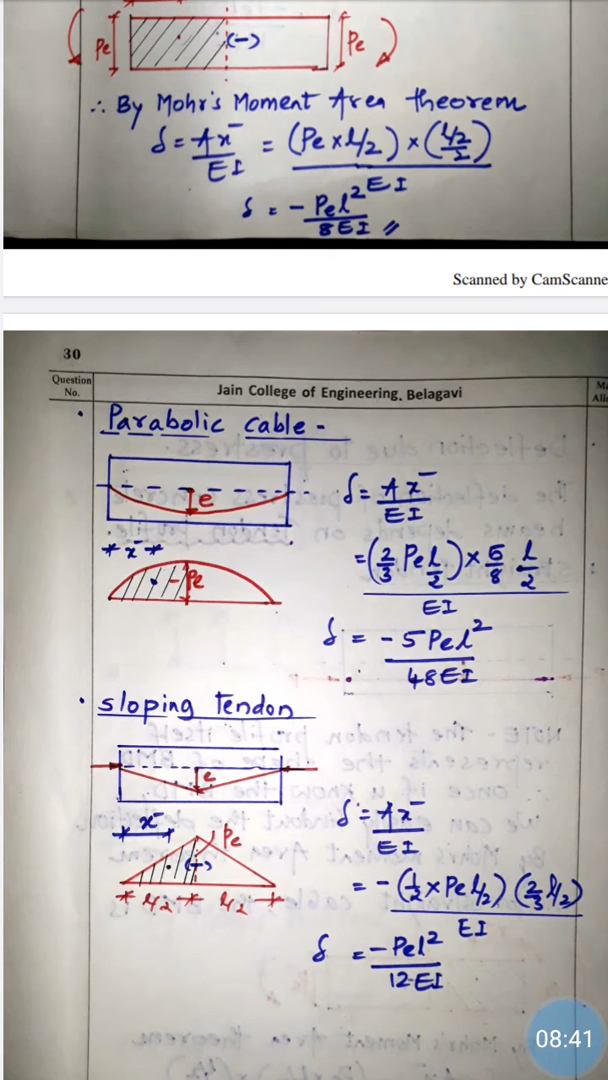 Pe (-) Pe
∴ By Mohr's Moment Area theorem
δ = Ax̄/EI = (Pe x l/2) x (l/2/2)/EI
δ = - Pel²/8EI //
Scanned by CamScanne
30
Question No.
Jain College of Engineering, Belagavi
Ma
All
• Parabolic cable -
e
δ = Ax̄/EI
x̄
-Pe
= (2/3 Pe l/2) x 5/8 l/2 / EI
δ = - 5Pel²/48EI
• sloping Tendon
e
x̄
Pe
(-)
δ = Ax̄/EI
l/2 l/2
= - (1/2 x Pe l/2) (2/3 l/2) / EI
δ = -Pel²/12EI
08:41